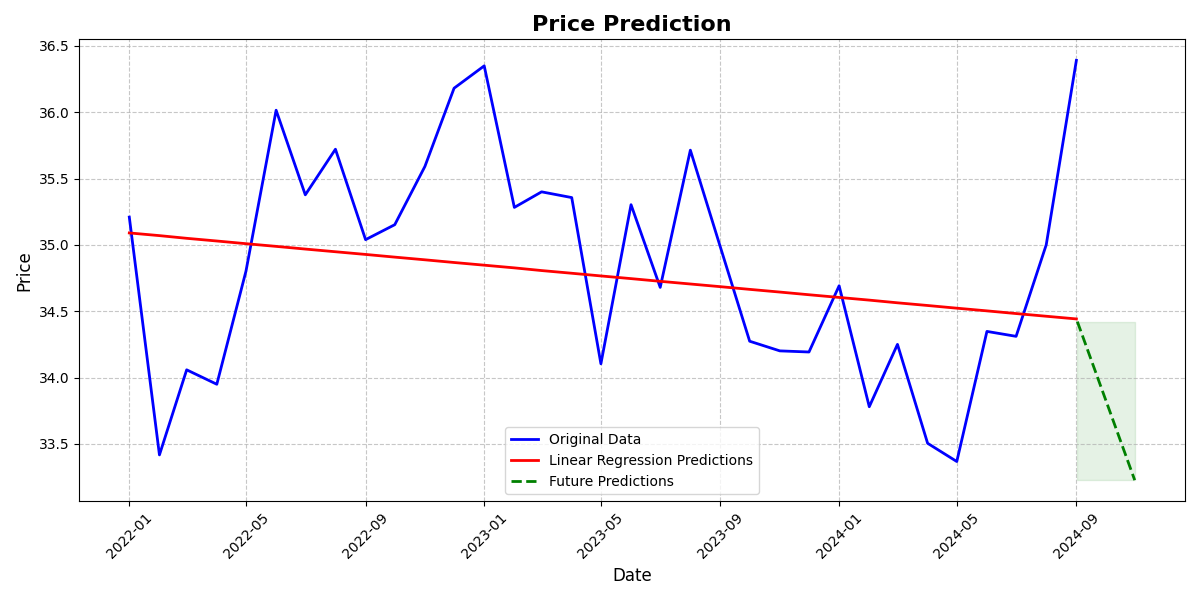 Price Prediction
Price
36.5
36.0
35.5
35.0
34.5
34.0
33.5
Original Data
Linear Regression Predictions
Future Predictions
2022-01
2022-05
2022-09
2023-01
2023-05
2023-09
2024-01
2024-05
2024-09
Date